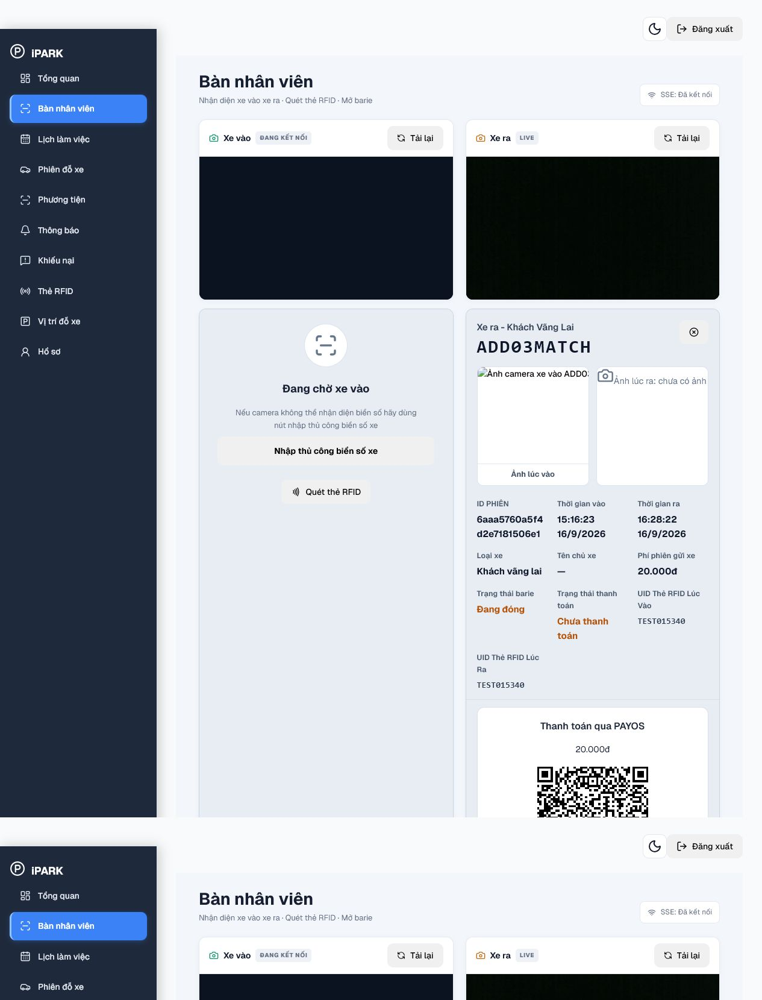 Đăng xuất
iPARK
Tổng quan
Bàn nhân viên
Lịch làm việc
Phiên đỗ xe
Phương tiện
Thông báo
Khiếu nại
Thẻ RFID
Vị trí đỗ xe
Hồ sơ
Bàn nhân viên
Nhận diện xe vào xe ra · Quét thẻ RFID · Mở barie
SSE: Đã kết nối
Xe vào ĐANG KẾT NỐI Tải lại
Xe ra LIVE Tải lại
Đang chờ xe vào
Nếu camera không thể nhận diện biển số hãy dùng
nút nhập thủ công biển số xe
Nhập thủ công biển số xe
Quét thẻ RFID
Xe ra - Khách Vãng Lai
ADD03MATCH
Ảnh camera xe vào ADD03
Ảnh lúc vào
Ảnh lúc ra: chưa có ảnh
ID PHIÊN
6aaa5760a5f4
d2e7181506e1
Thời gian vào
15:16:23
16/9/2026
Thời gian ra
16:28:22
16/9/2026
Loại xe
Khách vãng lai
Tên chủ xe
—
Phí phiên gửi xe
20.000đ
Trạng thái barie
Đang đóng
Trạng thái thanh
toán
Chưa thanh
toán
UID Thẻ RFID Lúc
Vào
TEST015340
UID Thẻ RFID Lúc
Ra
TEST015340
Thanh toán qua PAYOS
20.000đ
Đăng xuất
iPARK
Tổng quan
Bàn nhân viên
Lịch làm việc
Phiên đỗ xe
Bàn nhân viên
Nhận diện xe vào xe ra · Quét thẻ RFID · Mở barie
SSE: Đã kết nối
Xe vào ĐANG KẾT NỐI Tải lại
Xe ra LIVE Tải lại